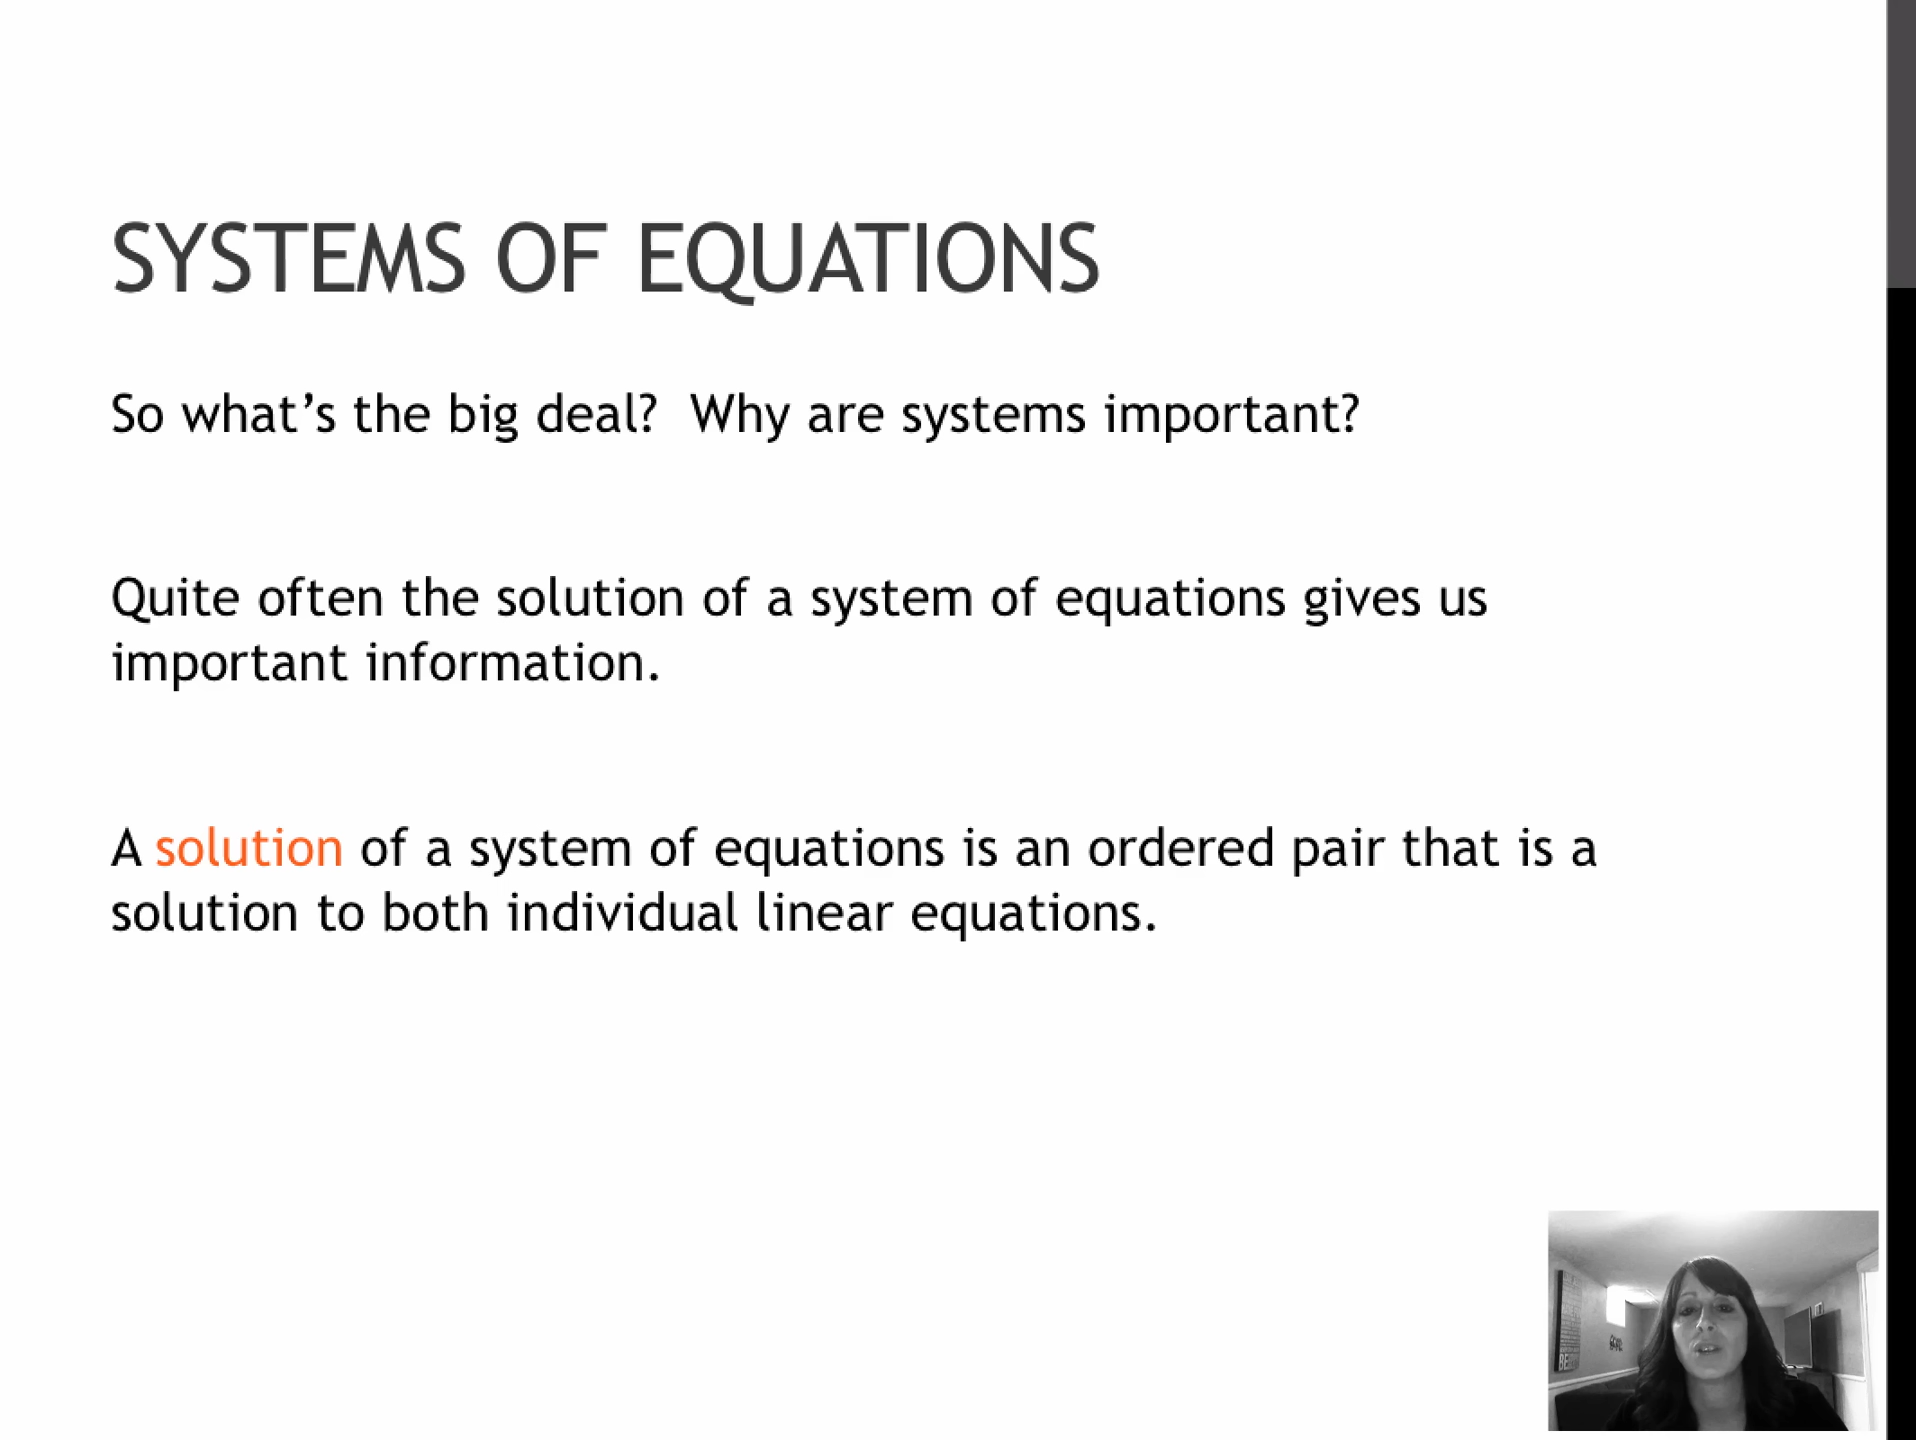 SYSTEMS OF EQUATIONS
So what’s the big deal?  Why are systems important?
Quite often the solution of a system of equations gives us
important information.
A solution of a system of equations is an ordered pair that is a
solution to both individual linear equations.